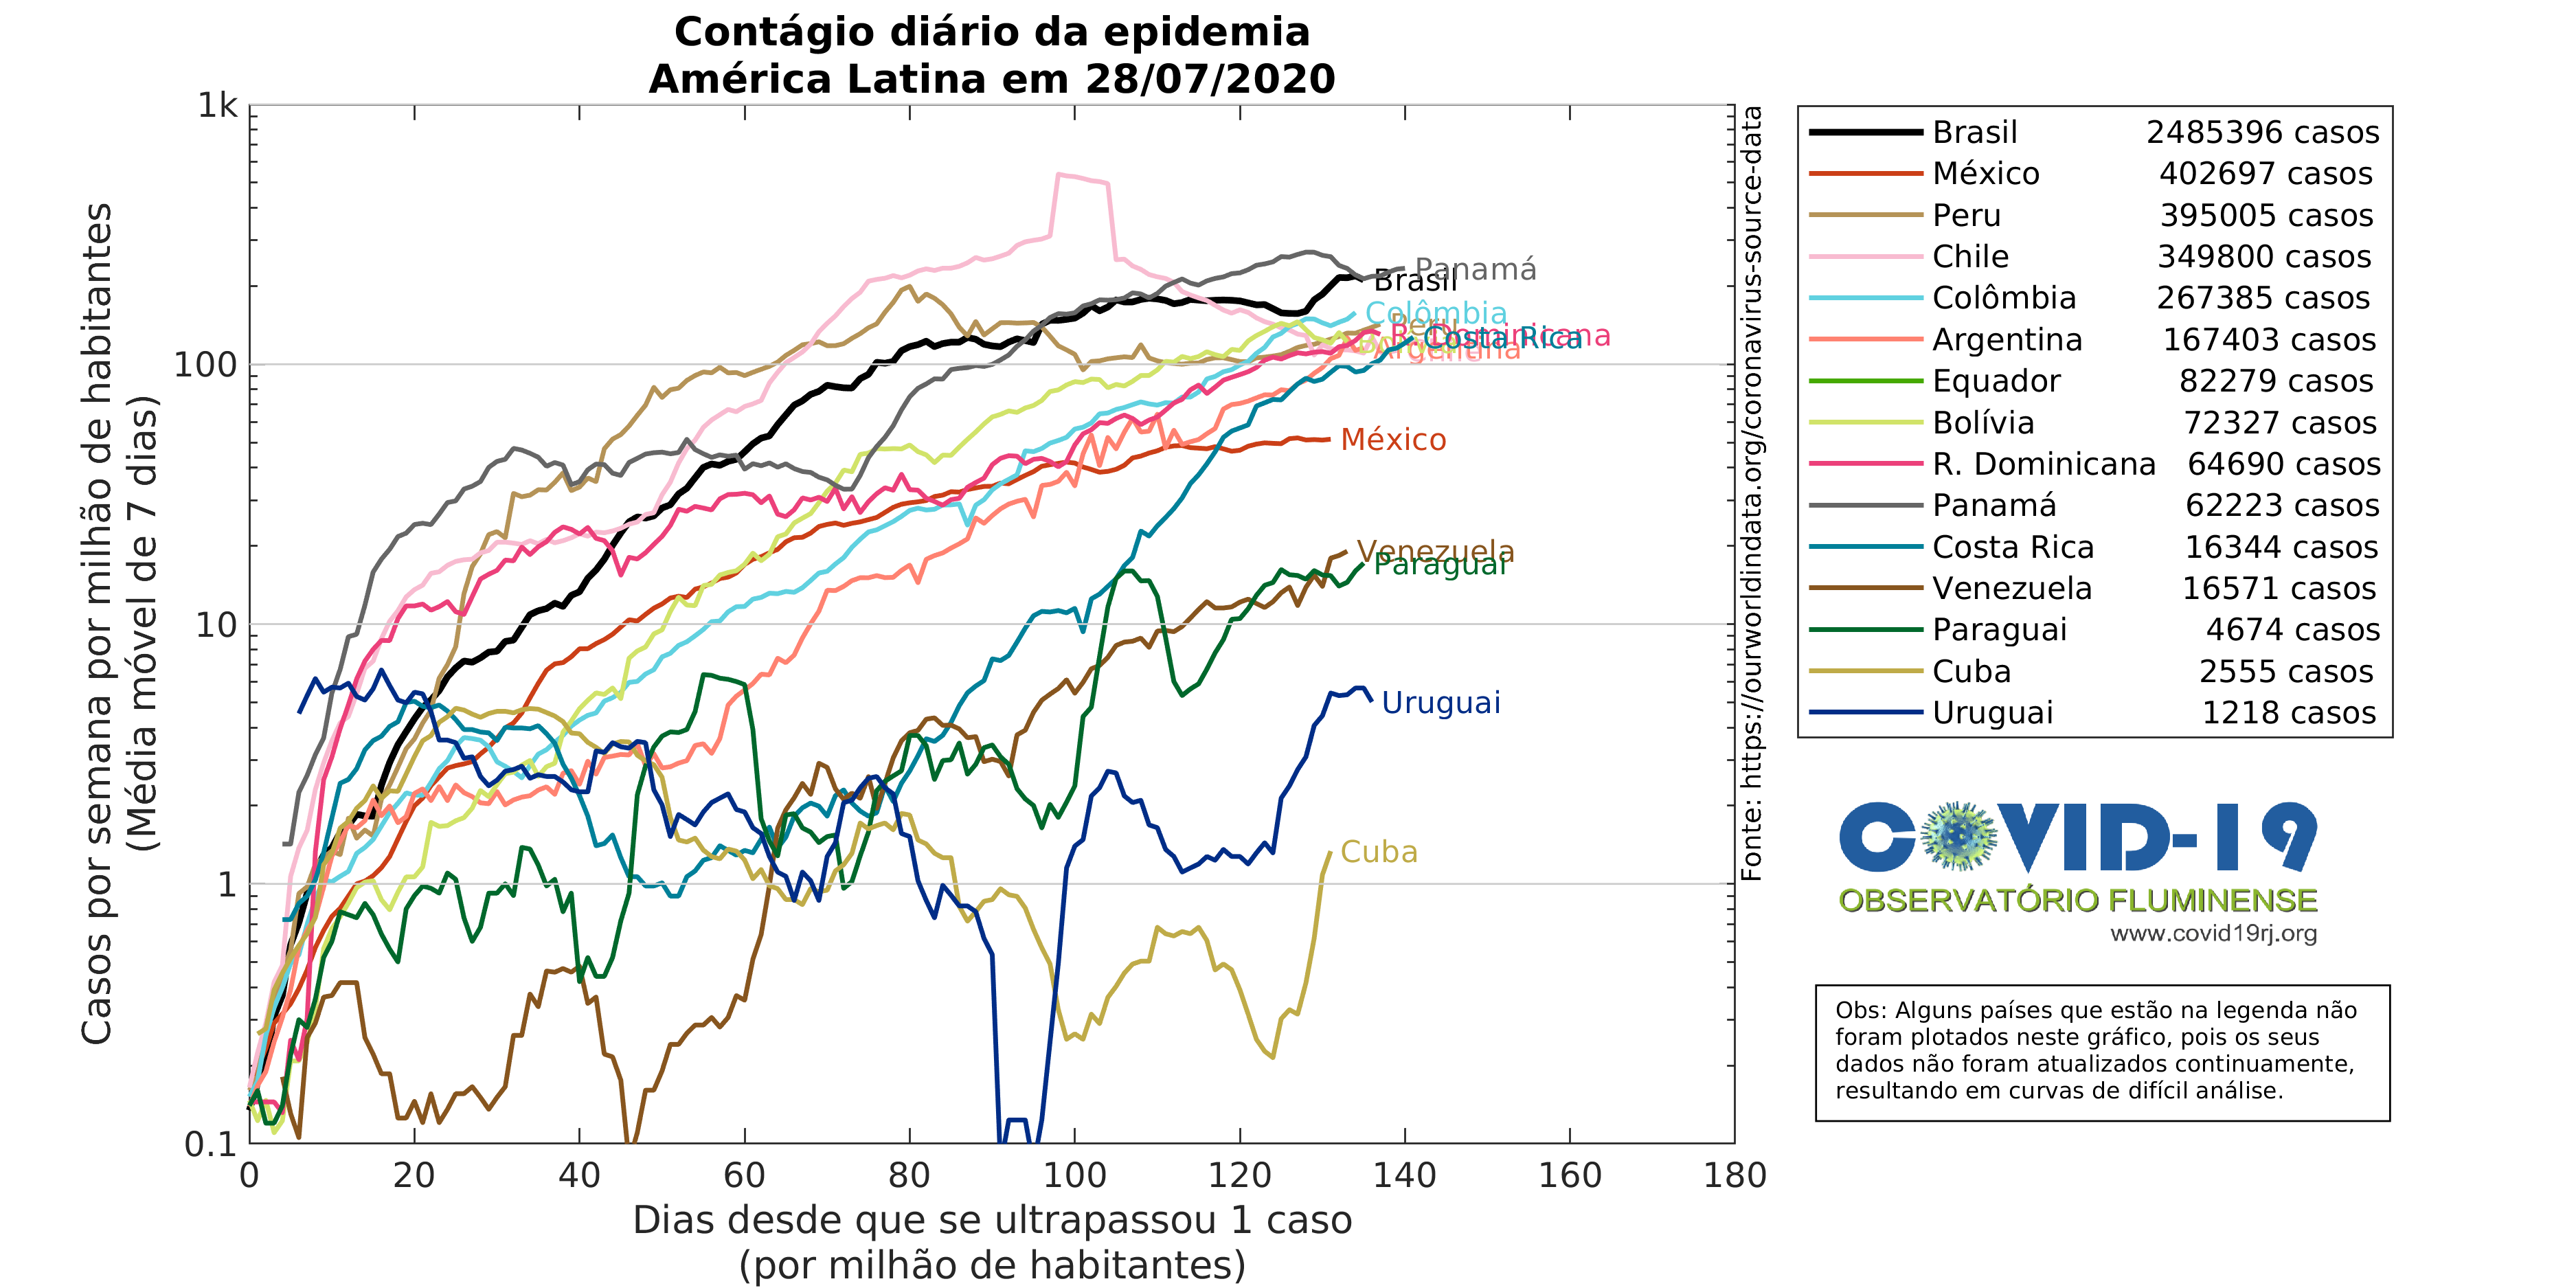 Contágio diário da epidemia
América Latina em 28/07/2020
Casos por semana por milhão de habitantes
(Média móvel de 7 dias)
1k
100
10
1
0.1
0
20
40
60
80
100
120
140
160
180
Dias desde que se ultrapassou 1 caso
(por milhão de habitantes)
Panamá
Brasil
Colômbia
Peru
R. Dominicana
Costa Rica
Argentina
México
Venezuela
Paraguai
Uruguai
Cuba
Fonte: https://ourworldindata.org/coronavirus-source-data
Brasil 2485396 casos
México 402697 casos
Peru 395005 casos
Chile 349800 casos
Colômbia 267385 casos
Argentina 167403 casos
Equador 82279 casos
Bolívia 72327 casos
R. Dominicana 64690 casos
Panamá 62223 casos
Costa Rica 16344 casos
Venezuela 16571 casos
Paraguai 4674 casos
Cuba 2555 casos
Uruguai 1218 casos
COVID-19
OBSERVATÓRIO FLUMINENSE
www.covid19rj.org
Obs: Alguns países que estão na legenda não
foram plotados neste gráfico, pois os seus
dados não foram atualizados continuamente,
resultando em curvas de difícil análise.